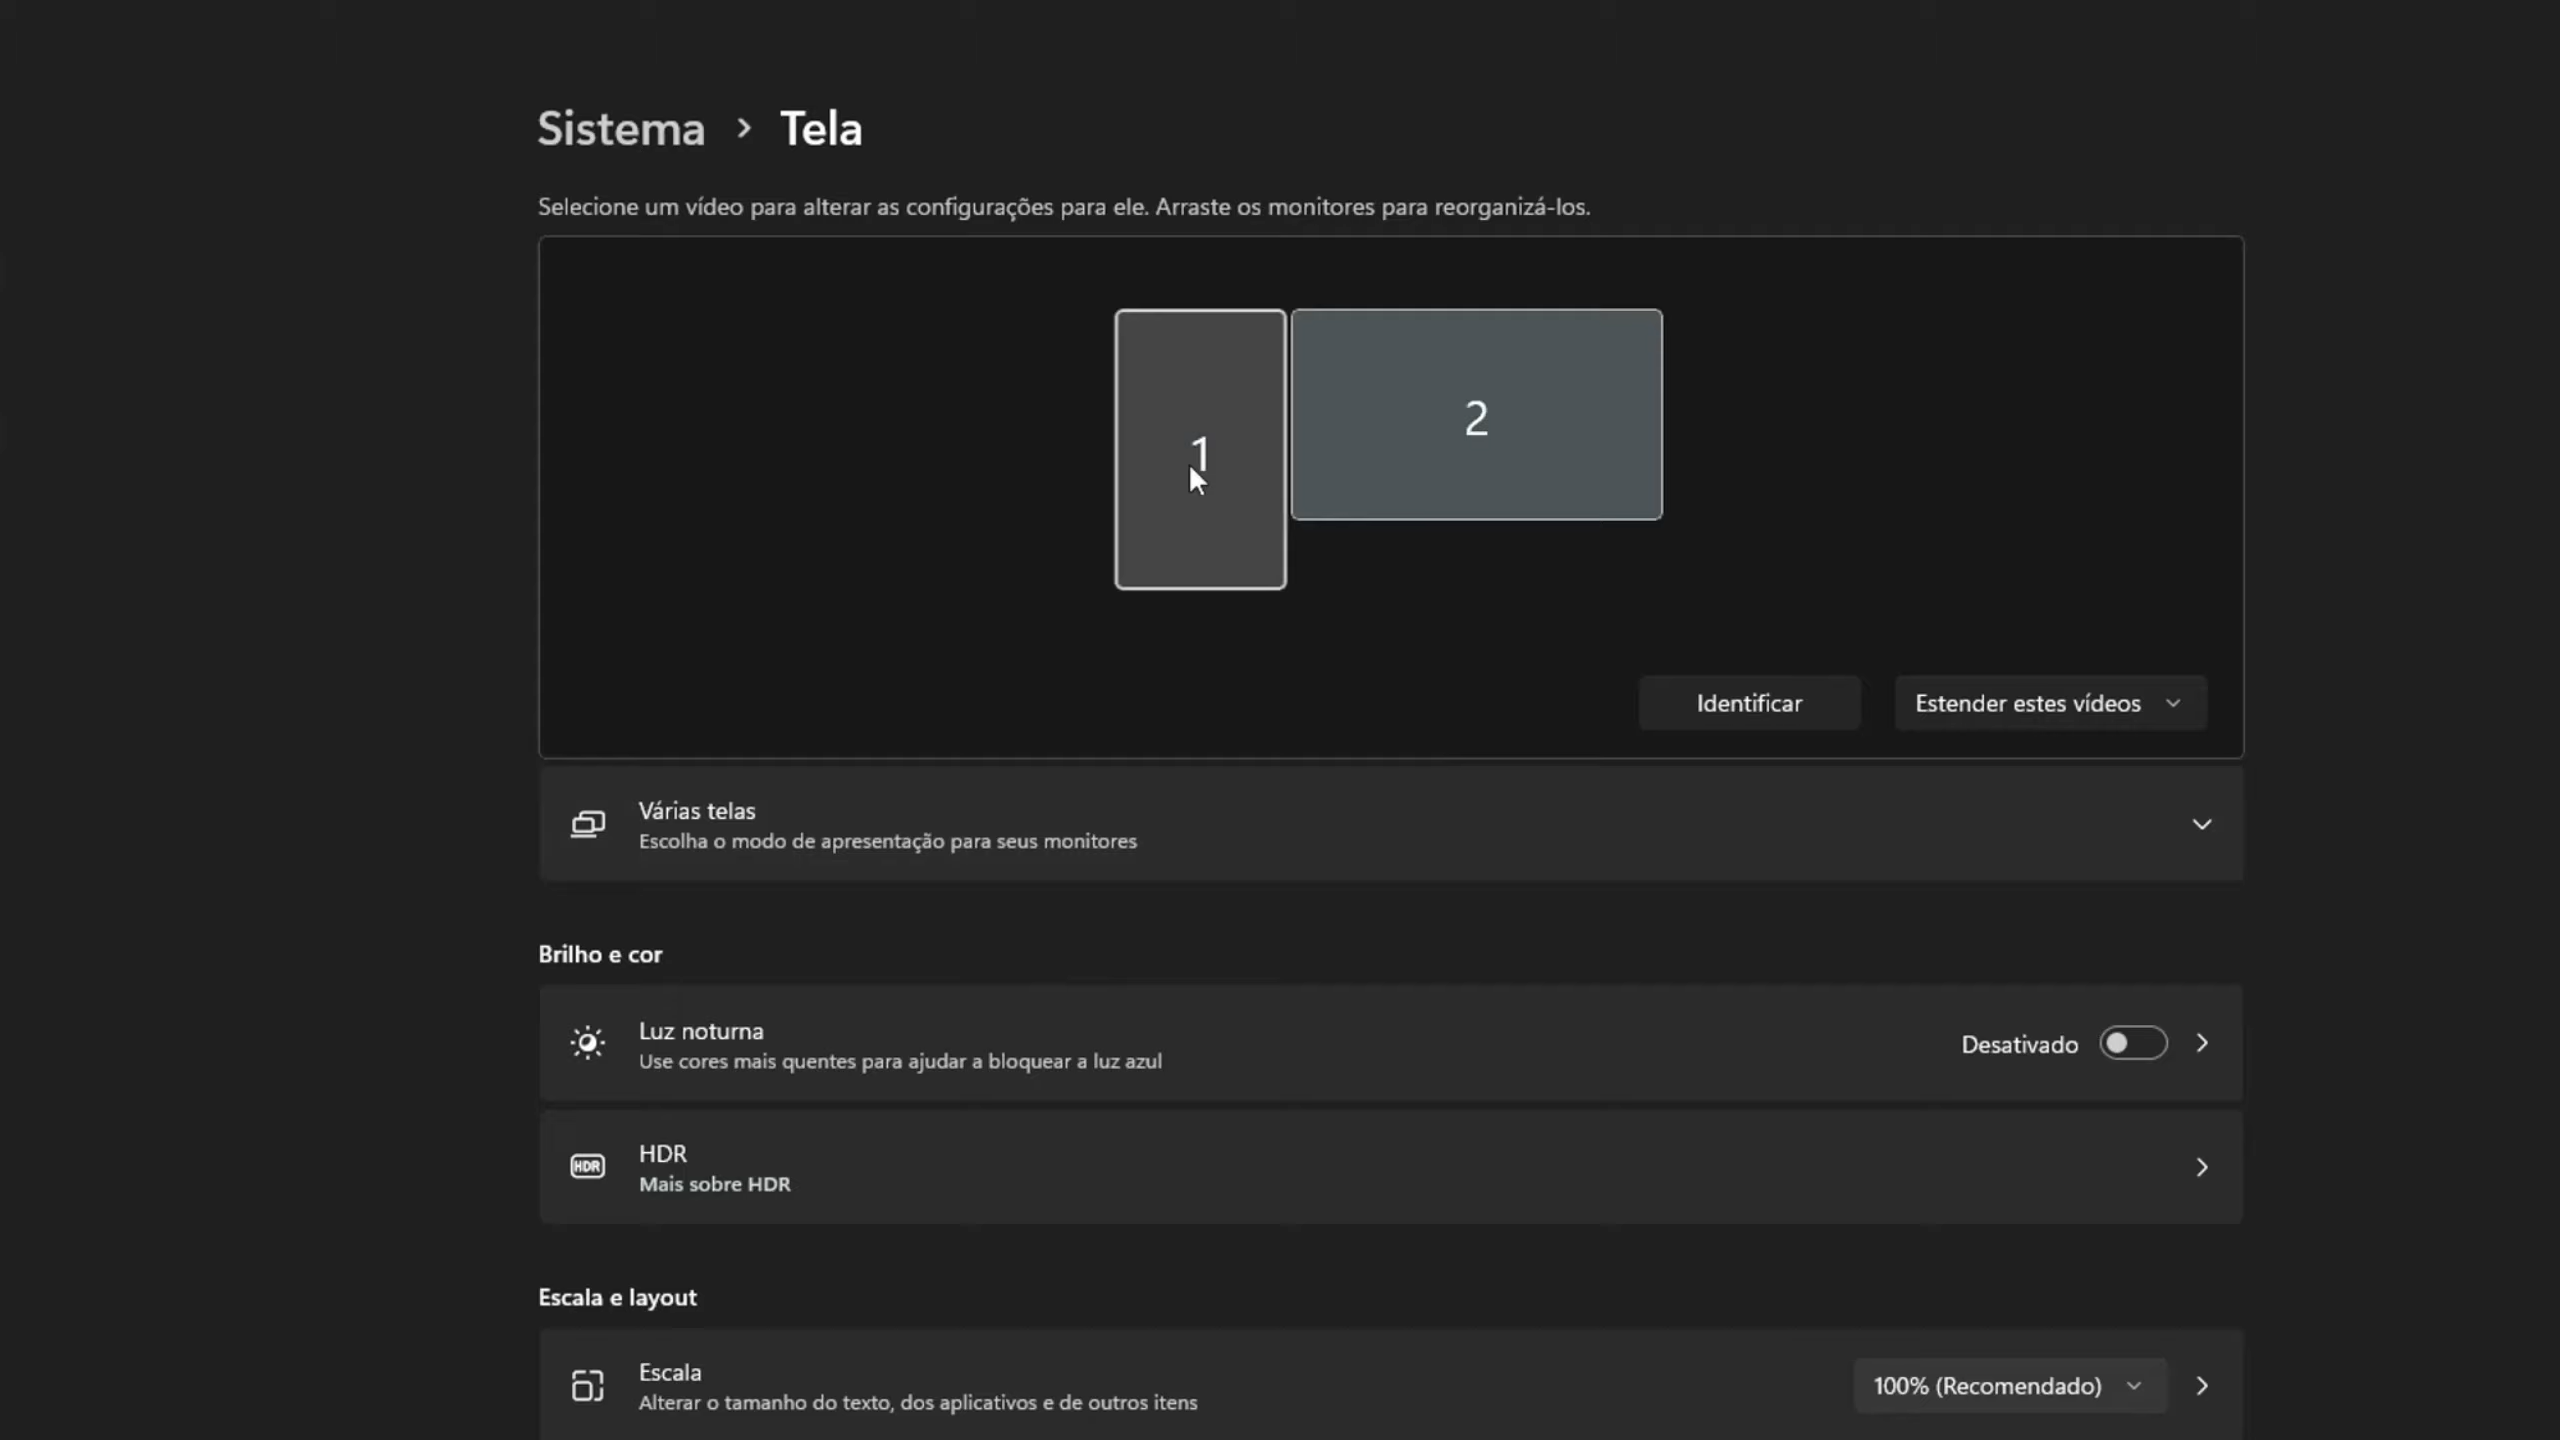 Sistema > Tela
Selecione um vídeo para alterar as configurações para ele. Arraste os monitores para reorganizá-los.
1
2
Identificar
Estender estes vídeos
Várias telas
Escolha o modo de apresentação para seus monitores
Brilho e cor
Luz noturna
Use cores mais quentes para ajudar a bloquear a luz azul
Desativado
HDR
HDR
Mais sobre HDR
Escala e layout
Escala
Alterar o tamanho do texto, dos aplicativos e de outros itens
100% (Recomendado)